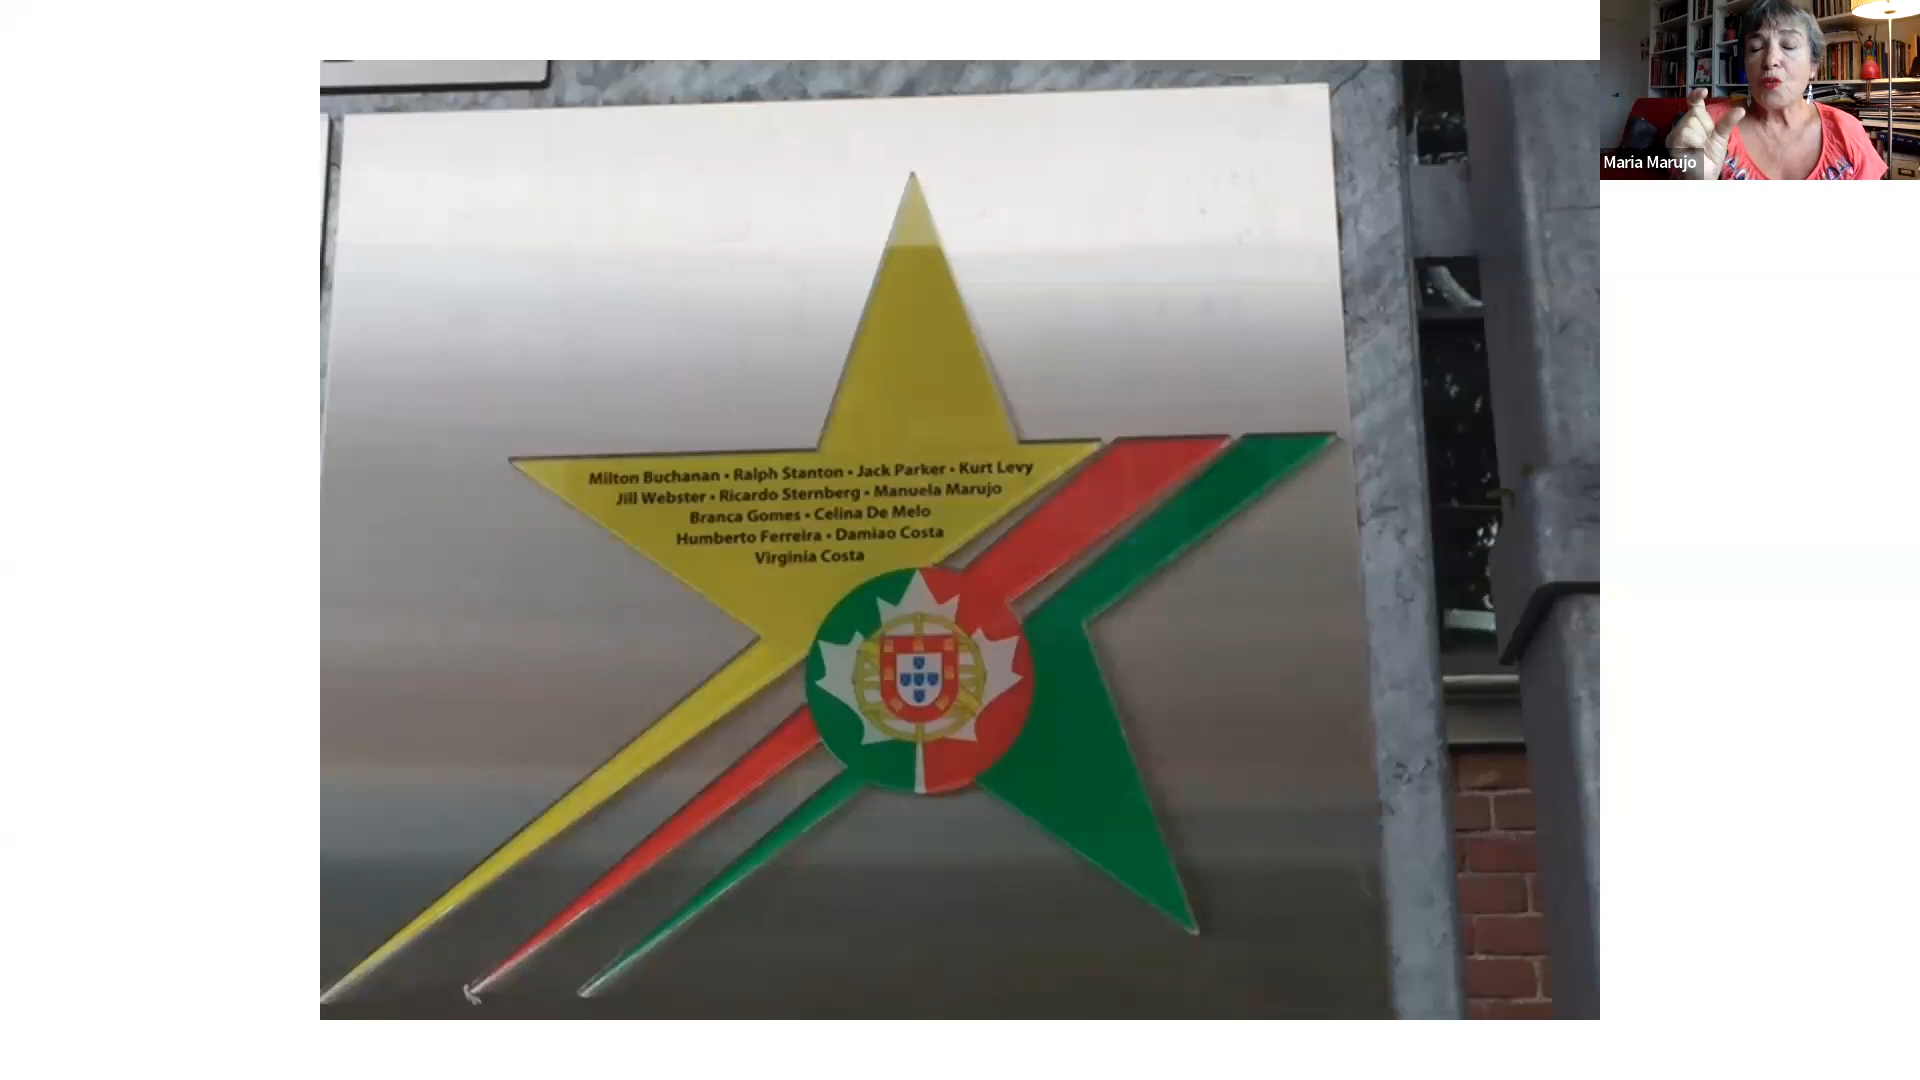 Milton Buchanan • Ralph Stanton • Jack Parker • Kurt Levy
Jill Webster • Ricardo Sternberg • Manuela Marujo
Branca Gomes • Celina De Melo
Humberto Ferreira • Damiao Costa
Virginia Costa
Maria Marujo